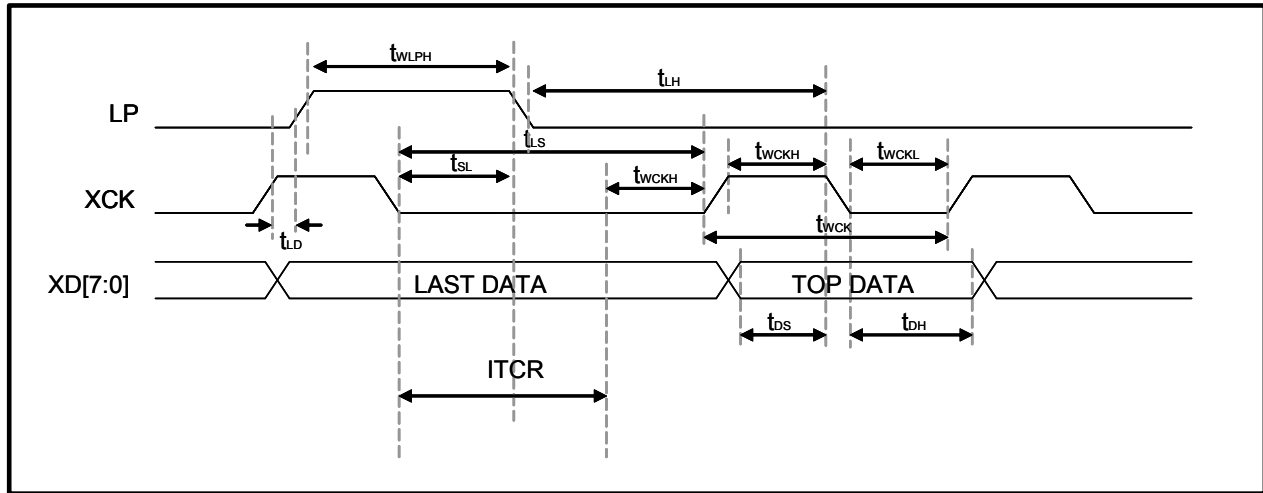 tWLPH
tLH
LP
tLS
tSL
tWCKH
tWCKH
tWCKL
XCK
tLD
tWCK
XD[7:0]
LAST DATA
TOP DATA
tDS
tDH
ITCR